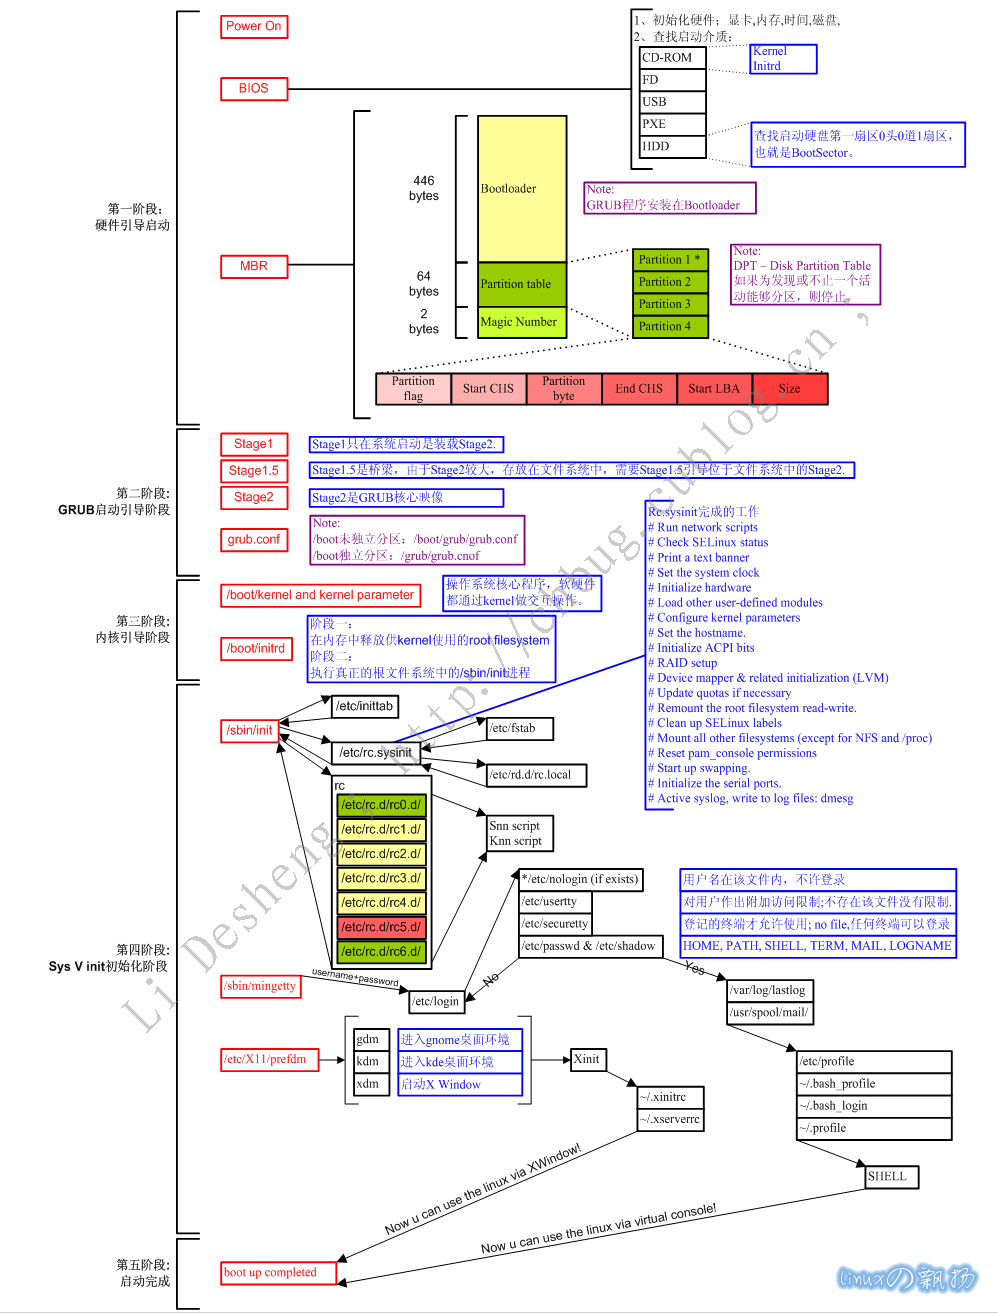 Power On
1、初始化硬件；显卡,内存,时间,磁盘,
2、查找启动介质：
CD-ROM
FD
USB
PXE
HDD
Kernel
Initrd
查找启动硬盘第一扇区0头0道1扇区，
也就是BootSector。
BIOS
第一阶段：
硬件引导启动
MBR
446
bytes
64
bytes
2
bytes
Bootloader
Partition table
Magic Number
Note:
GRUB程序安装在Bootloader
Partition 1 *
Partition 2
Partition 3
Partition 4
Note:
DPT – Disk Partition Table
如果为发现或不止一个活
动能够分区，则停止。
Partition
flag
Start CHS
Partition
byte
End CHS
Start LBA
Size
第二阶段:
GRUB启动引导阶段
Stage1
Stage1只在系统启动是装载Stage2.
Stage1.5
Stage1.5是桥梁，由于Stage2较大，存放在文件系统中，需要Stage1.5引导位于文件系统中的Stage2.
Stage2
Stage2是GRUB核心映像
grub.conf
Note:
/boot未独立分区：/boot/grub/grub.conf
/boot独立分区：/grub/grub.cnof
第三阶段:
内核引导阶段
/boot/kernel and kernel parameter
操作系统核心程序，软硬件
都通过kernel做交互操作。
/boot/initrd
阶段一；
在内存中释放供kernel使用的root filesystem
阶段二；
执行真正的根文件系统中的/sbin/init进程
Rc.sysinit完成的工作
# Run network scripts
# Check SELinux status
# Print a text banner
# Set the system clock
# Initialize hardware
# Load other user-defined modules
# Configure kernel parameters
# Set the hostname.
# Initialize ACPI bits
# RAID setup
# Device mapper & related initialization (LVM)
# Update quotas if necessary
# Remount the root filesystem read-write.
# Clean up SELinux labels
# Mount all other filesystems (except for NFS and /proc)
# Reset pam_console permissions
# Start up swapping.
# Initialize the serial ports.
# Active syslog, write to log files: dmesg
第四阶段:
Sys V init初始化阶段
/sbin/init
/etc/inittab
/etc/rc.sysinit
/etc/fstab
/etc/rd.d/rc.local
rc
/etc/rc.d/rc0.d/
/etc/rc.d/rc1.d/
/etc/rc.d/rc2.d/
/etc/rc.d/rc3.d/
/etc/rc.d/rc4.d/
/etc/rc.d/rc5.d/
/etc/rc.d/rc6.d/
Snn script
Knn script
*/etc/nologin (if exists)
/etc/usertty
/etc/securetty
/etc/passwd & /etc/shadow
用户名在该文件内，不许登录
对用户作出附加访问限制;不存在该文件没有限制.
登记的终端才允许使用; no file,任何终端可以登录
HOME, PATH, SHELL, TERM, MAIL, LOGNAME
/sbin/mingetty
username+password
/etc/login
No
Yes
/var/log/lastlog
/usr/spool/mail/
/etc/profile
~/.bash_profile
~/.bash_login
~/.profile
SHELL
/etc/X11/prefdm
gdm
kdm
xdm
进入gnome桌面环境
进入kde桌面环境
启动X Window
Xinit
~/.xinitrc
~/.xserverrc
Now u can use the linux via XWindow!
Now u can use the linux via virtual console!
第五阶段:
启动完成
boot up completed
Li Desheng , http://chbug.cublog.cn ;
linuxの飘扬